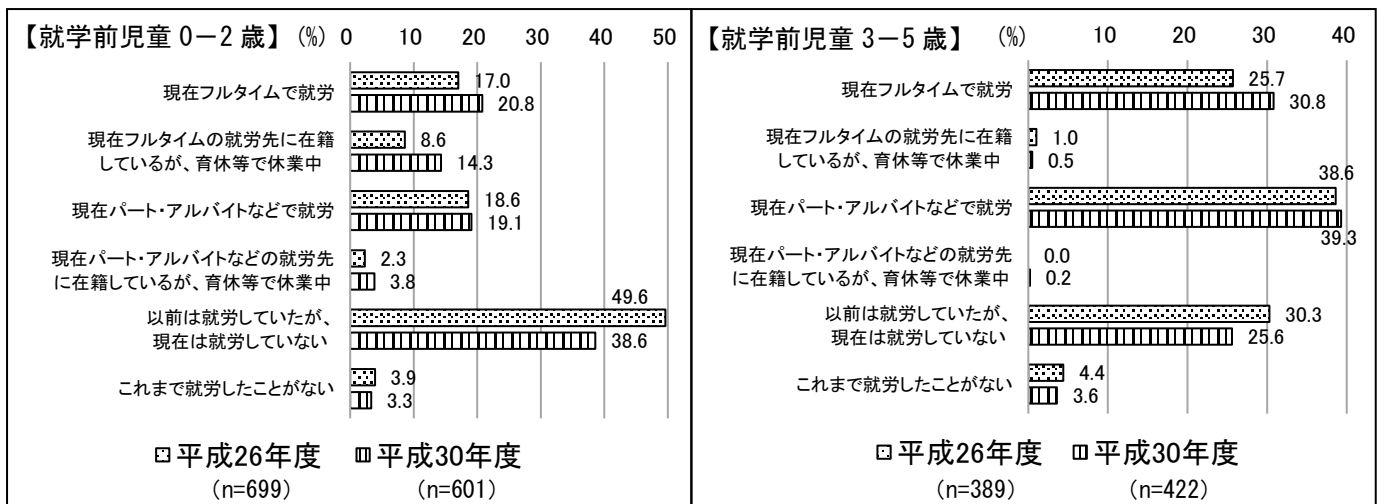 【就学前児童 0－2 歳】 (%) 0 10 20 30 40 50
現在フルタイムで就労
17.0
20.8
現在フルタイムの就労先に在籍
しているが、育休等で休業中
8.6
14.3
現在パート・アルバイトなどで就労
18.6
19.1
現在パート・アルバイトなどの就労先
に在籍しているが、育休等で休業中
2.3
3.8
以前は就労していたが、
現在は就労していない
49.6
38.6
これまで就労したことがない
3.9
3.3
平成26年度 平成30年度
(n=699) (n=601)
【就学前児童 3－5 歳】 (%) 10 20 30 40
現在フルタイムで就労
25.7
30.8
現在フルタイムの就労先に在籍
しているが、育休等で休業中
1.0
0.5
現在パート・アルバイトなどで就労
38.6
39.3
現在パート・アルバイトなどの就労先
に在籍しているが、育休等で休業中
0.0
0.2
以前は就労していたが、
現在は就労していない
30.3
25.6
これまで就労したことがない
4.4
3.6
平成26年度 平成30年度
(n=389) (n=422)